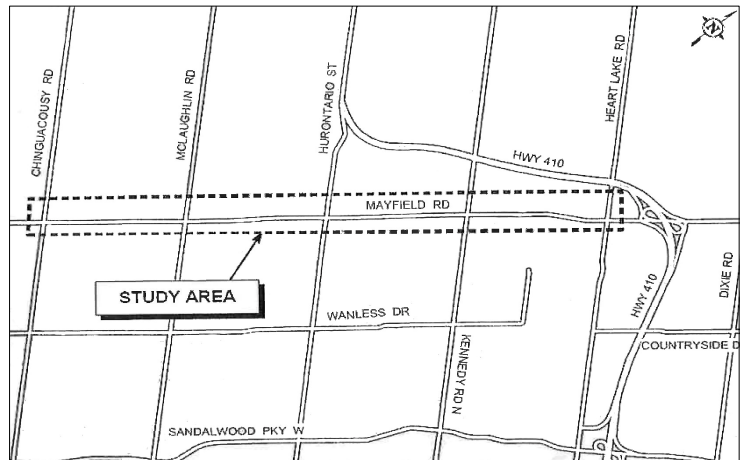 N
CHINGUACOUSY RD
MCLAUGHLIN RD
HURONTARIO ST
HEART LAKE RD
HWY 410
MAYFIELD RD
STUDY AREA
HWY 410
DIXIE RD
WANLESS DR
KENNEDY RD N
COUNTRYSIDE D
SANDALWOOD PKY W